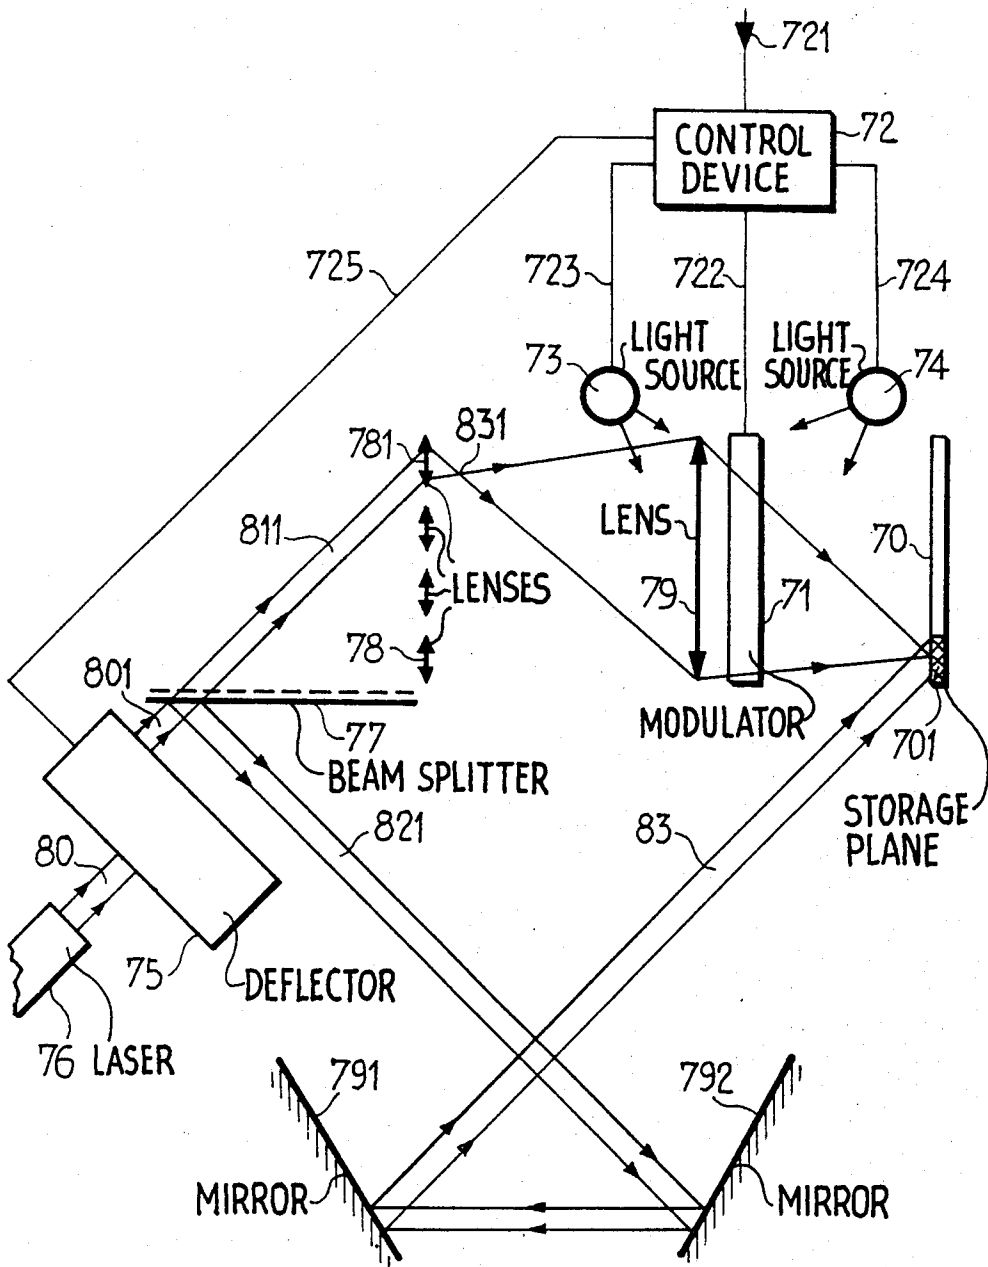 721
CONTROL
DEVICE
72
725
723
722
724
LIGHT
SOURCE
73
LIGHT
SOURCE
74
781
831
811
LENS
70
LENSES
79
71
78
801
MODULATOR
77
701
BEAM SPLITTER
STORAGE
PLANE
821
83
80
75
DEFLECTOR
76 LASER
791
792
MIRROR
MIRROR